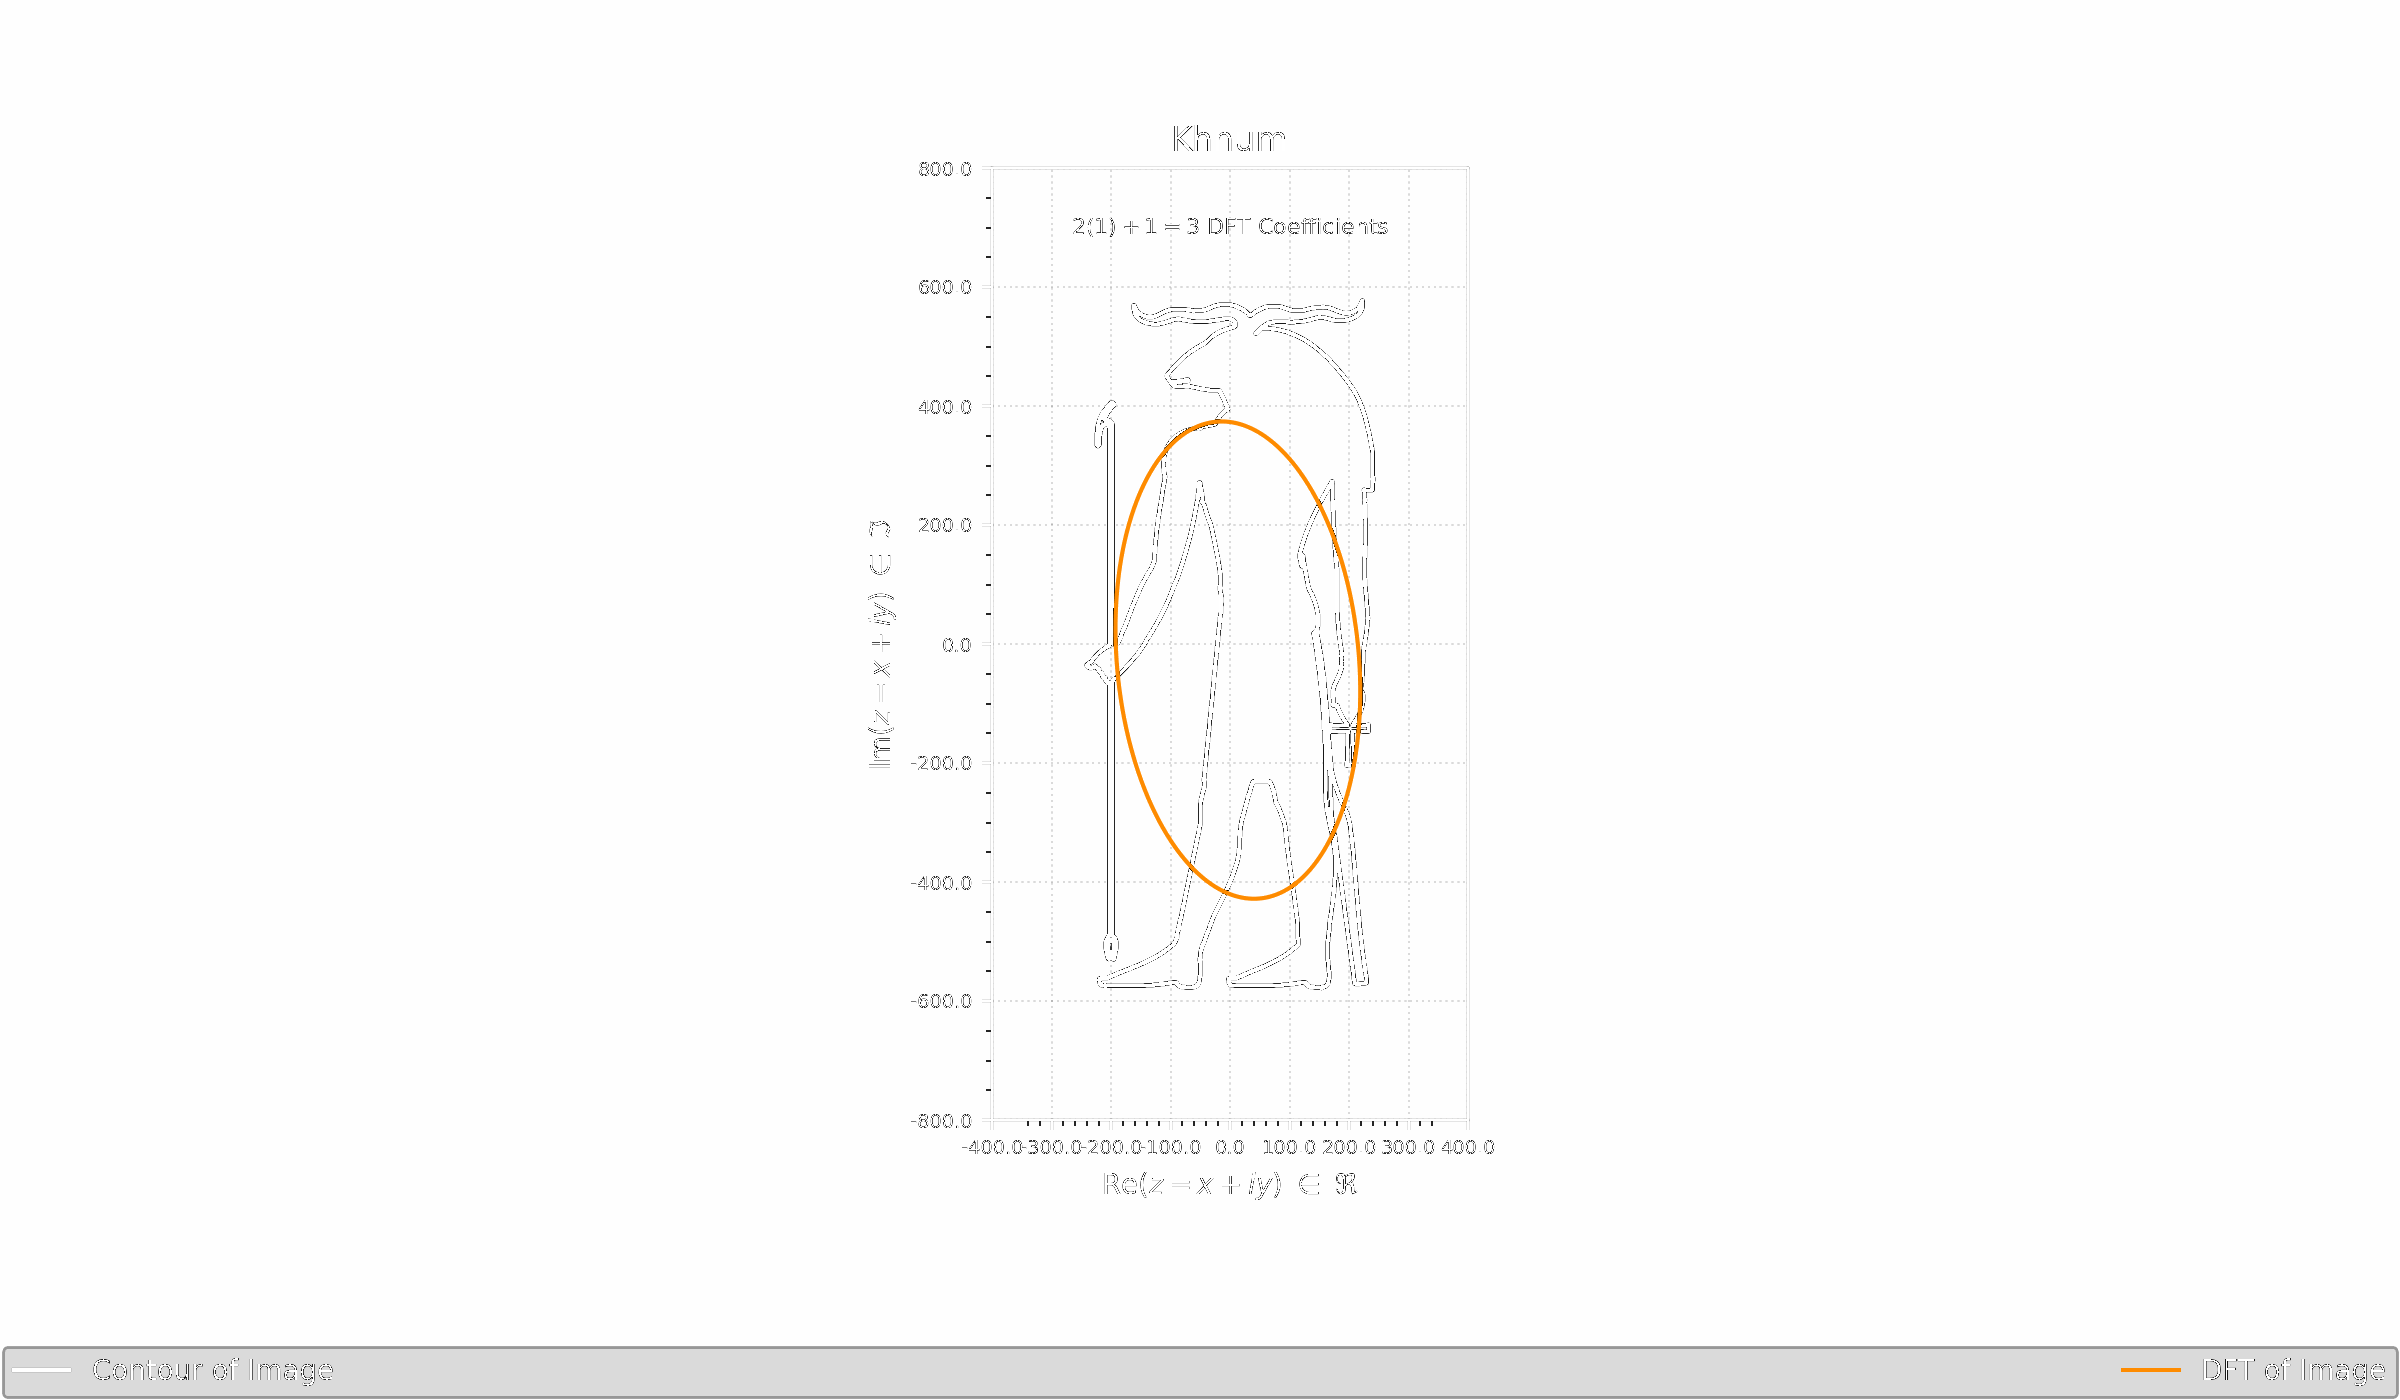 Khnum
2(1) + 1 = 3 DFT Coefficients
800.0
600.0
400.0
200.0
0.0
-200.0
-400.0
-600.0
-800.0
Im(z = x + iy) ∈ ℑ
-400.0 -300.0 -200.0 -100.0 0.0 100.0 200.0 300.0 400.0
Re(z = x + iy) ∈ ℜ
Contour of Image DFT of Image